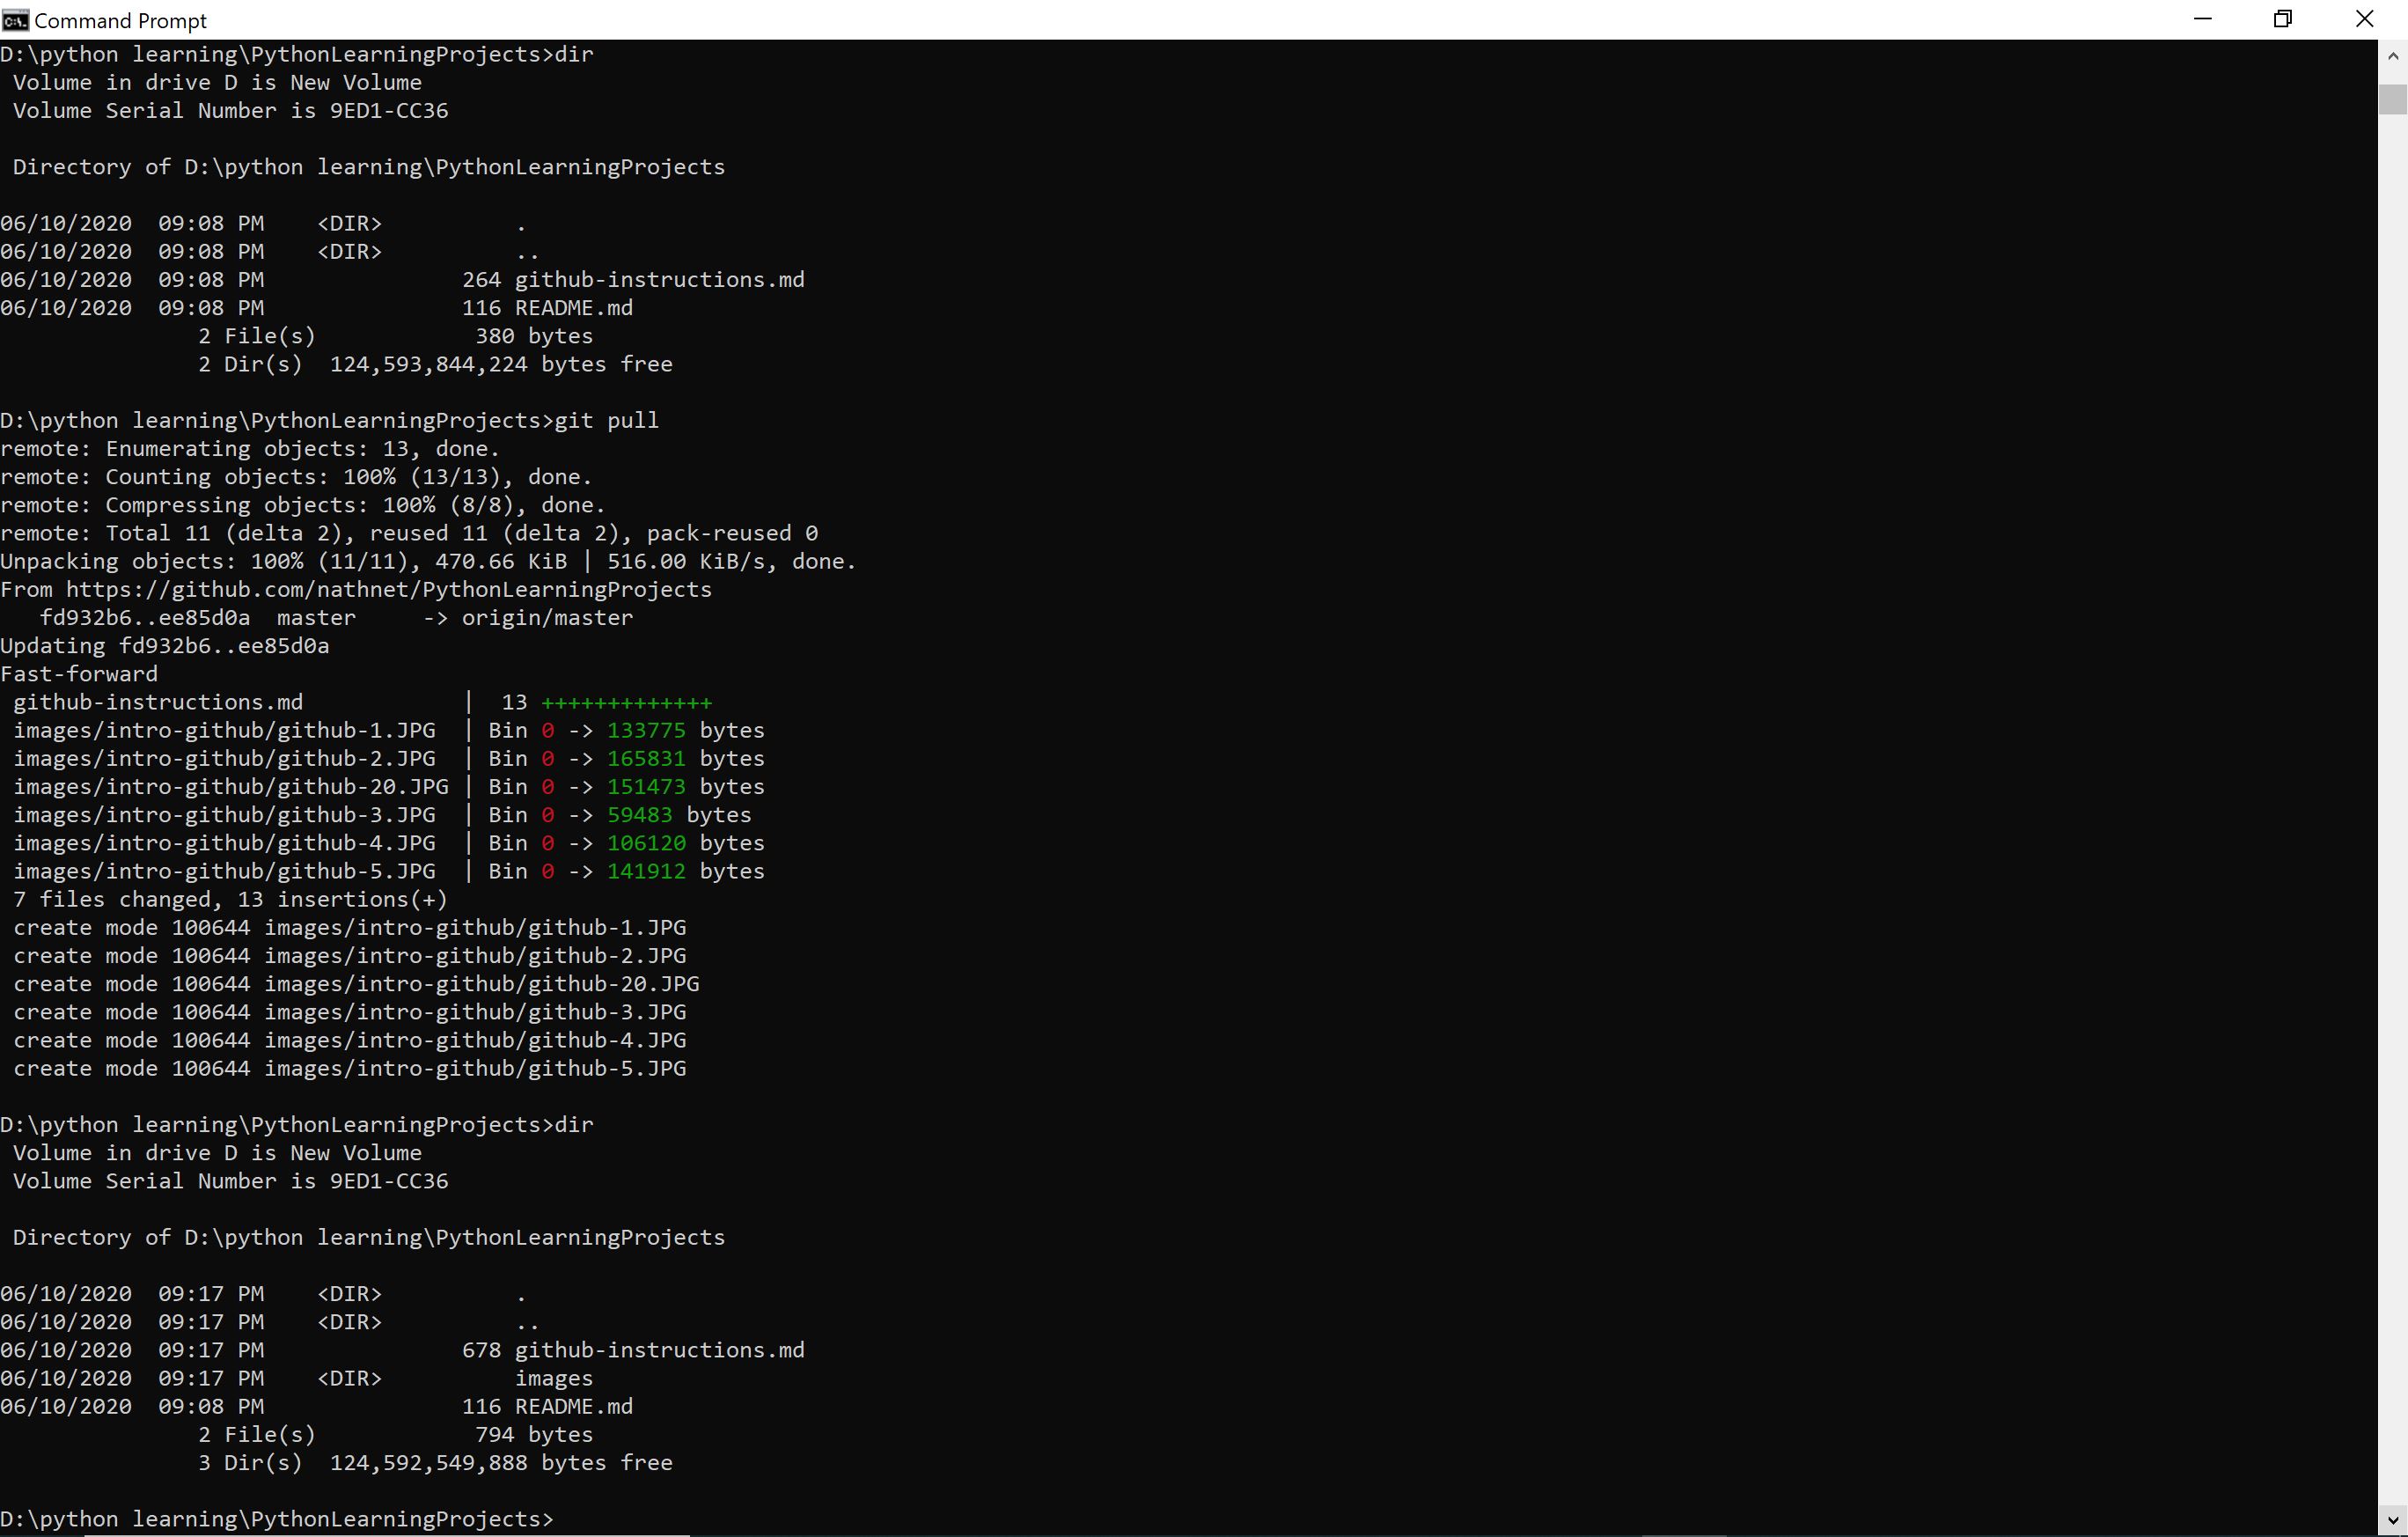 Command Prompt
D:\python learning\PythonLearningProjects>dir
 Volume in drive D is New Volume
 Volume Serial Number is 9ED1-CC36

 Directory of D:\python learning\PythonLearningProjects

06/10/2020  09:08 PM    <DIR>          .
06/10/2020  09:08 PM    <DIR>          ..
06/10/2020  09:08 PM               264 github-instructions.md
06/10/2020  09:08 PM               116 README.md
               2 File(s)            380 bytes
               2 Dir(s)  124,593,844,224 bytes free

D:\python learning\PythonLearningProjects>git pull
remote: Enumerating objects: 13, done.
remote: Counting objects: 100% (13/13), done.
remote: Compressing objects: 100% (8/8), done.
remote: Total 11 (delta 2), reused 11 (delta 2), pack-reused 0
Unpacking objects: 100% (11/11), 470.66 KiB | 516.00 KiB/s, done.
From https://github.com/nathnet/PythonLearningProjects
   fd932b6..ee85d0a  master     -> origin/master
Updating fd932b6..ee85d0a
Fast-forward
 github-instructions.md            |  13 +++++++++++++
 images/intro-github/github-1.JPG  | Bin 0 -> 133775 bytes
 images/intro-github/github-2.JPG  | Bin 0 -> 165831 bytes
 images/intro-github/github-20.JPG | Bin 0 -> 151473 bytes
 images/intro-github/github-3.JPG  | Bin 0 -> 59483 bytes
 images/intro-github/github-4.JPG  | Bin 0 -> 106120 bytes
 images/intro-github/github-5.JPG  | Bin 0 -> 141912 bytes
 7 files changed, 13 insertions(+)
 create mode 100644 images/intro-github/github-1.JPG
 create mode 100644 images/intro-github/github-2.JPG
 create mode 100644 images/intro-github/github-20.JPG
 create mode 100644 images/intro-github/github-3.JPG
 create mode 100644 images/intro-github/github-4.JPG
 create mode 100644 images/intro-github/github-5.JPG

D:\python learning\PythonLearningProjects>dir
 Volume in drive D is New Volume
 Volume Serial Number is 9ED1-CC36

 Directory of D:\python learning\PythonLearningProjects

06/10/2020  09:17 PM    <DIR>          .
06/10/2020  09:17 PM    <DIR>          ..
06/10/2020  09:17 PM               678 github-instructions.md
06/10/2020  09:17 PM    <DIR>          images
06/10/2020  09:08 PM               116 README.md
               2 File(s)            794 bytes
               3 Dir(s)  124,592,549,888 bytes free

D:\python learning\PythonLearningProjects>